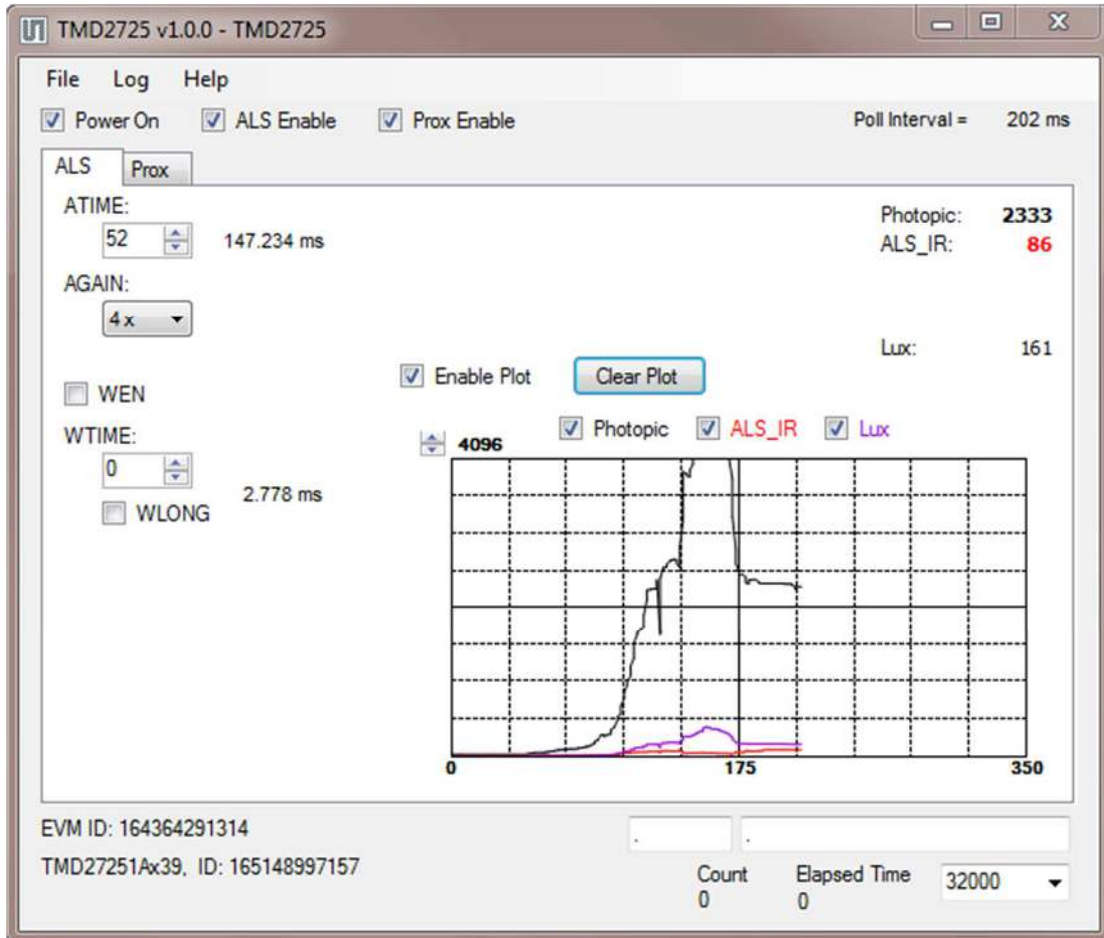 TMD2725 v1.0.0 - TMD2725
File Log Help
Power On ALS Enable Prox Enable Poll Interval = 202 ms
ALS Prox
ATIME:
52 147.234 ms
Photopic: 2333
ALS_IR: 86
AGAIN:
4 x
Lux: 161
Enable Plot Clear Plot
WEN
WTIME:
0
2.778 ms
WLONG
Photopic ALS_IR Lux
4096
0 175 350
EVM ID: 164364291314
. .
TMD27251Ax39, ID: 165148997157
Count Elapsed Time 32000
0 0